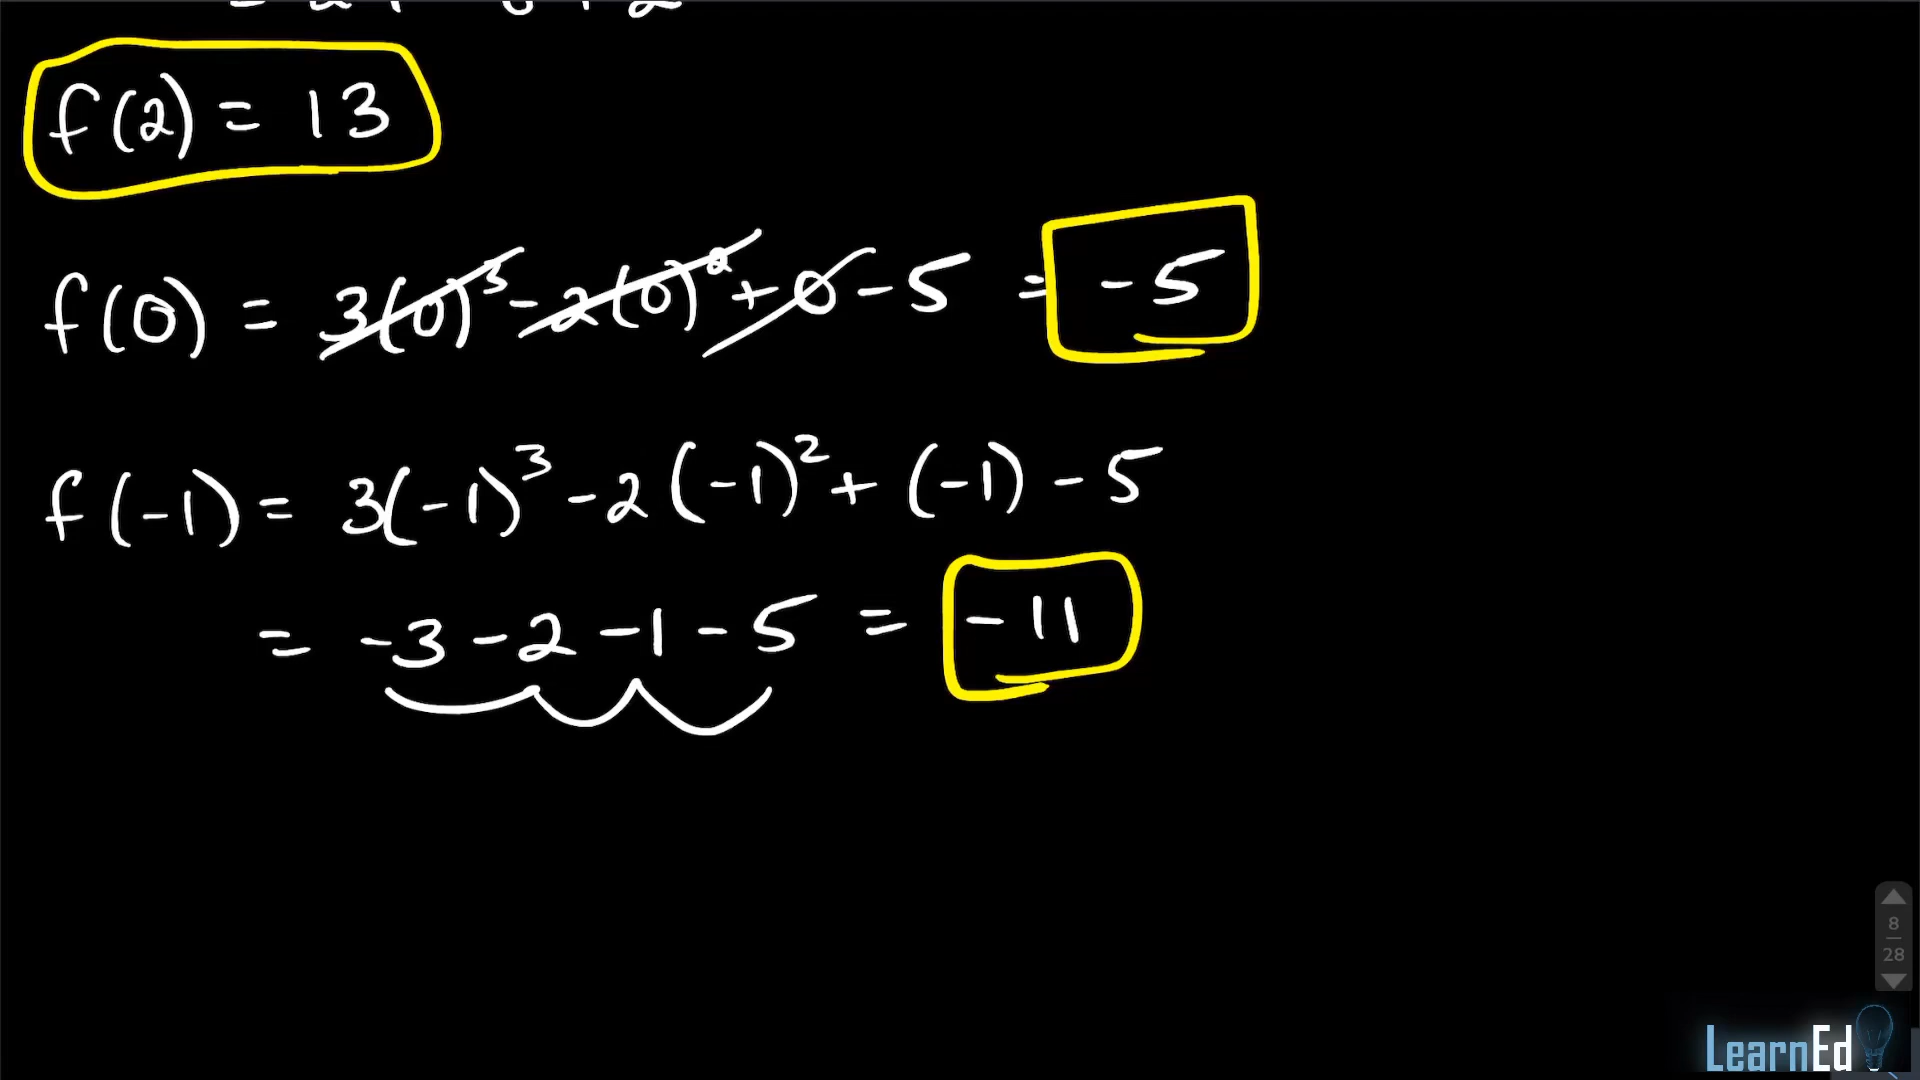 f(2) = 13
f(0) = 3(0)³ - 2(0)² + 0 - 5 = -5
f(-1) = 3(-1)³ - 2(-1)² + (-1) - 5
= -3 - 2 - 1 - 5 = -11
8
28
LearnEd